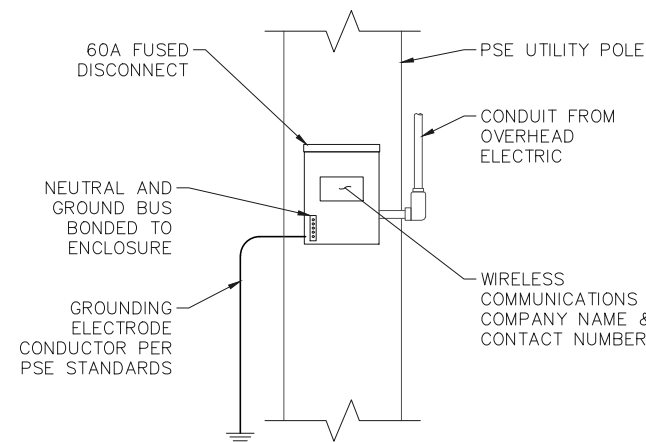 60A FUSED
DISCONNECT
PSE UTILITY POLE
CONDUIT FROM
OVERHEAD
ELECTRIC
NEUTRAL AND
GROUND BUS
BONDED TO
ENCLOSURE
WIRELESS
COMMUNICATIONS
COMPANY NAME &
CONTACT NUMBER
GROUNDING
ELECTRODE
CONDUCTOR PER
PSE STANDARDS